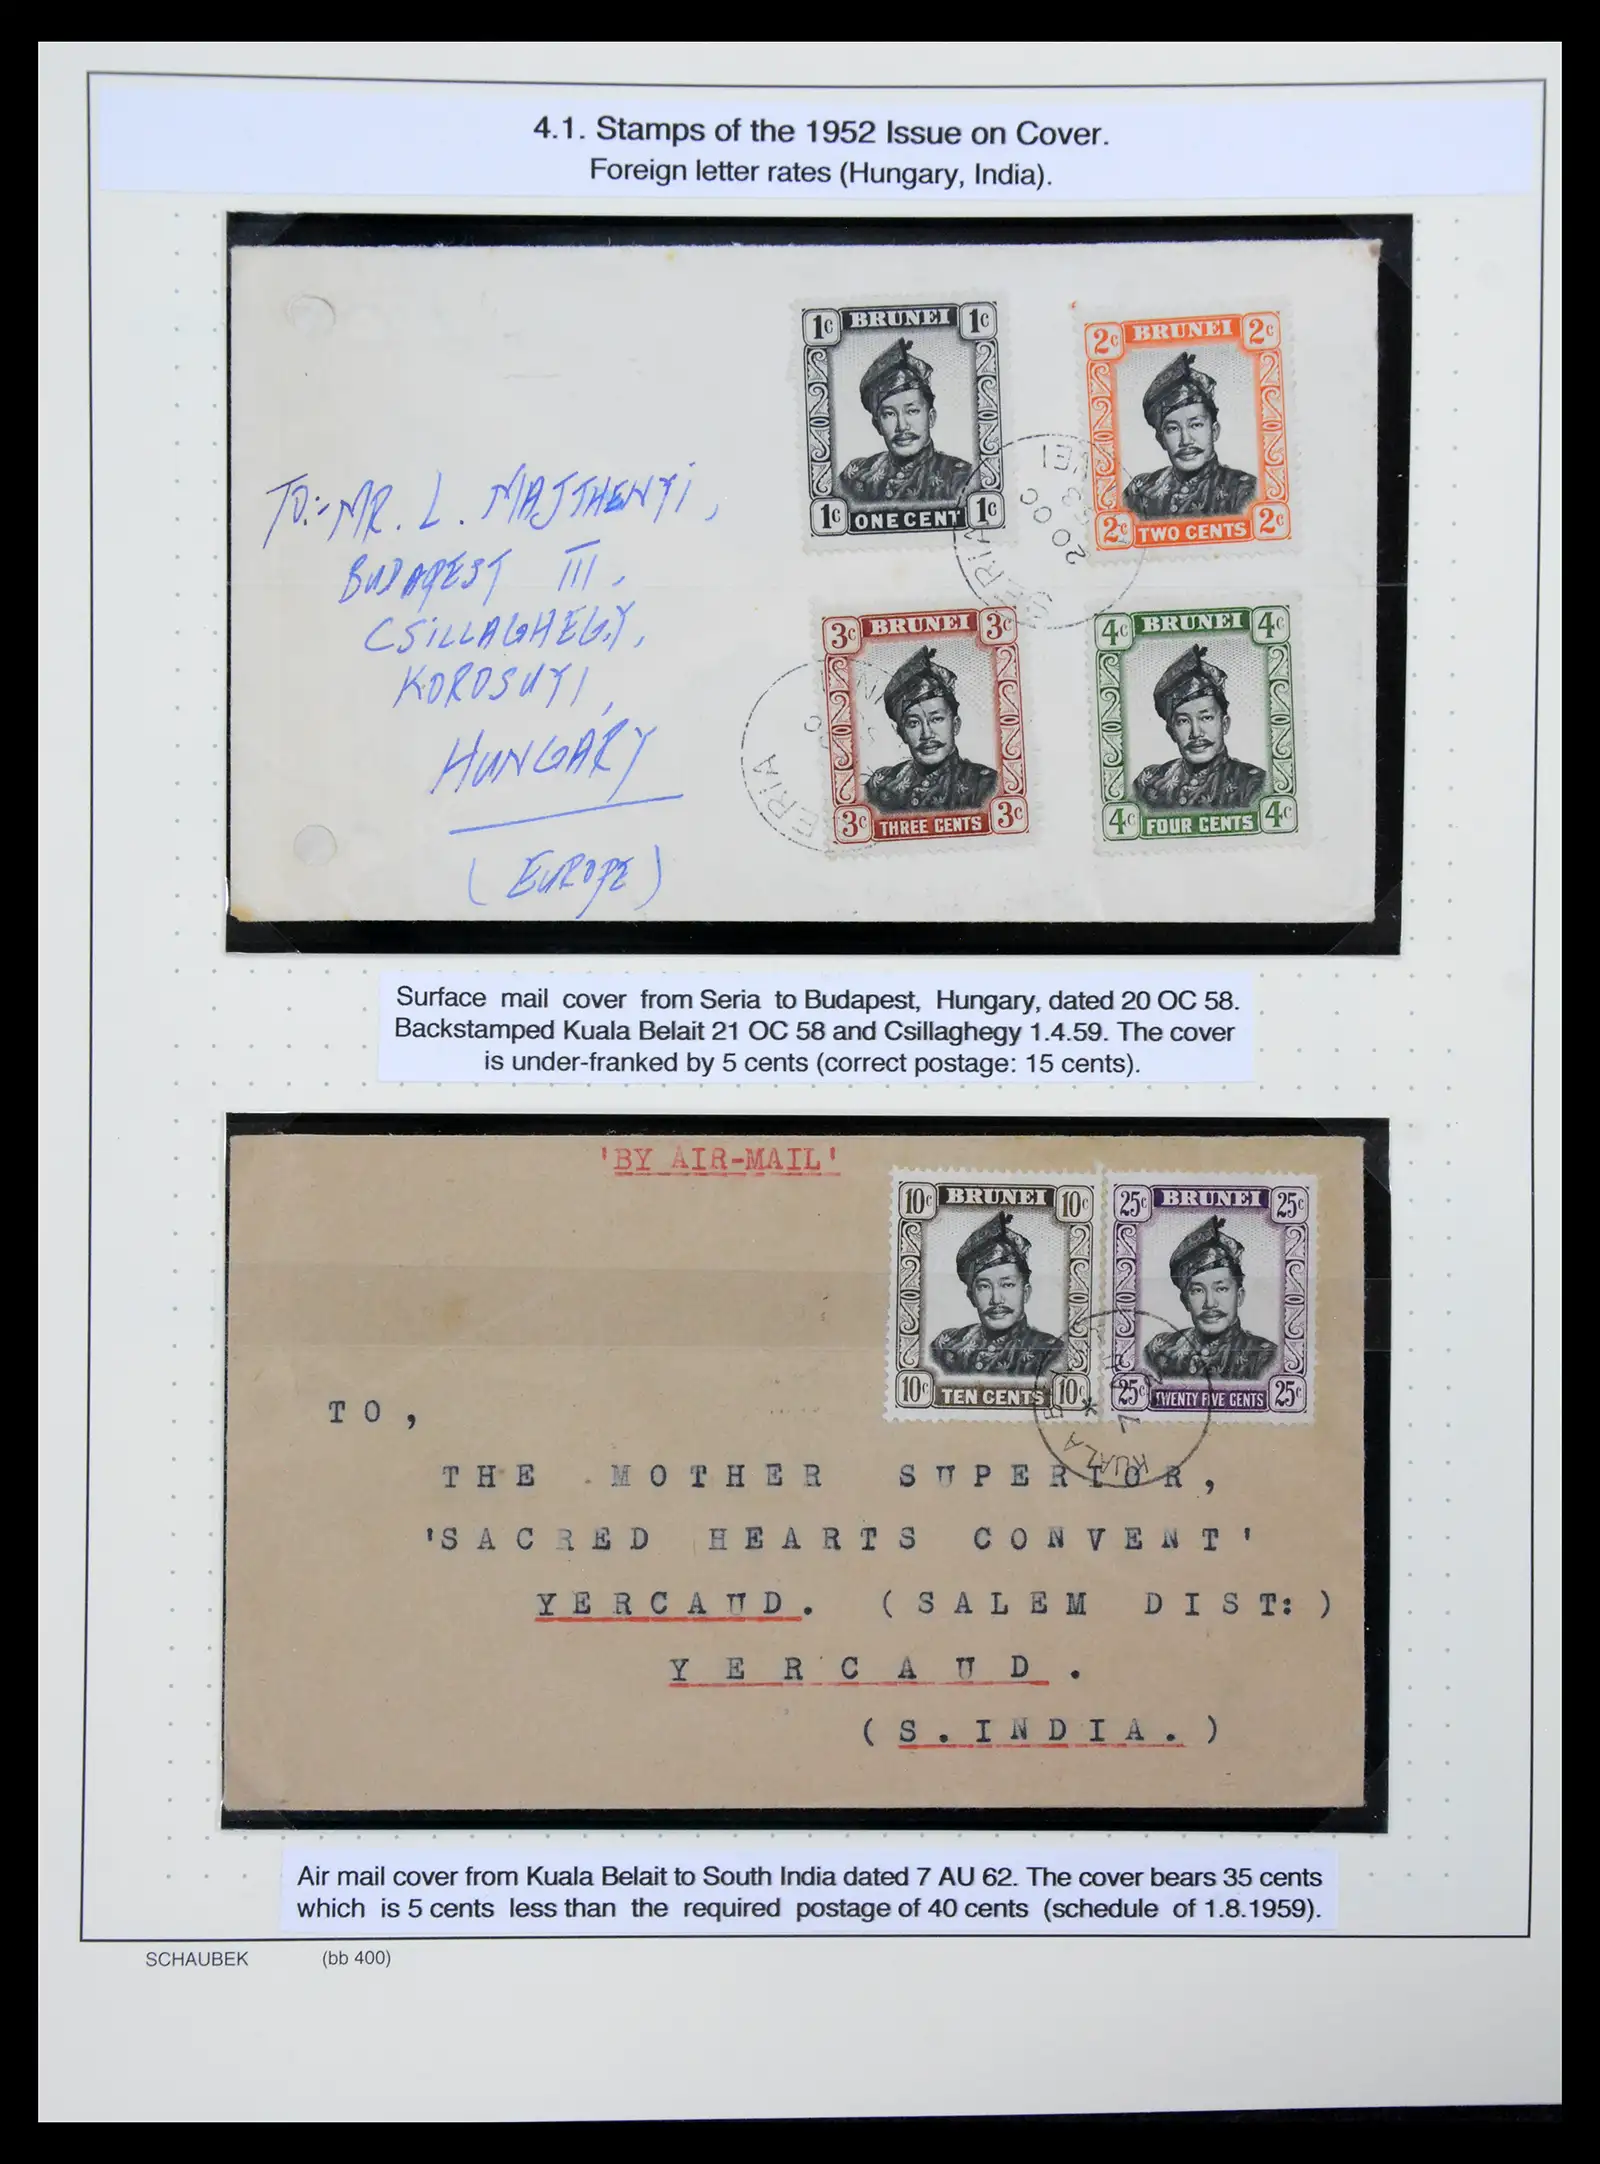 4.1. Stamps of the 1952 Issue on Cover.
Foreign letter rates (Hungary, India).
1c BRUNEI 1c
1c ONE CENT 1c
2c BRUNEI 2c
2c TWO CENTS 2c
SERIA
20 OC
58
TO:- MR. L. MAJTHENYI,
BUDAPEST III,
CSILLAGHEGY,
KOROSUTI,
HUNGARY
(EUROPE)
3c BRUNEI 3c
3c THREE CENTS 3c
4c BRUNEI 4c
4c FOUR CENTS 4c
SERIA
Surface mail cover from Seria to Budapest, Hungary, dated 20 OC 58.
Backstamped Kuala Belait 21 OC 58 and Csillaghegy 1.4.59. The cover
is under-franked by 5 cents (correct postage: 15 cents).
'BY AIR-MAIL'
10c BRUNEI 10c
10c TEN CENTS 10c
25c BRUNEI 25c
25c TWENTY FIVE CENTS 25c
KUALA
TO,
THE MOTHER SUPERIOR,
'SACRED HEARTS CONVENT'
YERCAUD. (SALEM DIST:)
YERCAUD.
(S.INDIA.)
Air mail cover from Kuala Belait to South India dated 7 AU 62. The cover bears 35 cents
which is 5 cents less than the required postage of 40 cents (schedule of 1.8.1959).
SCHAUBEK (bb 400)